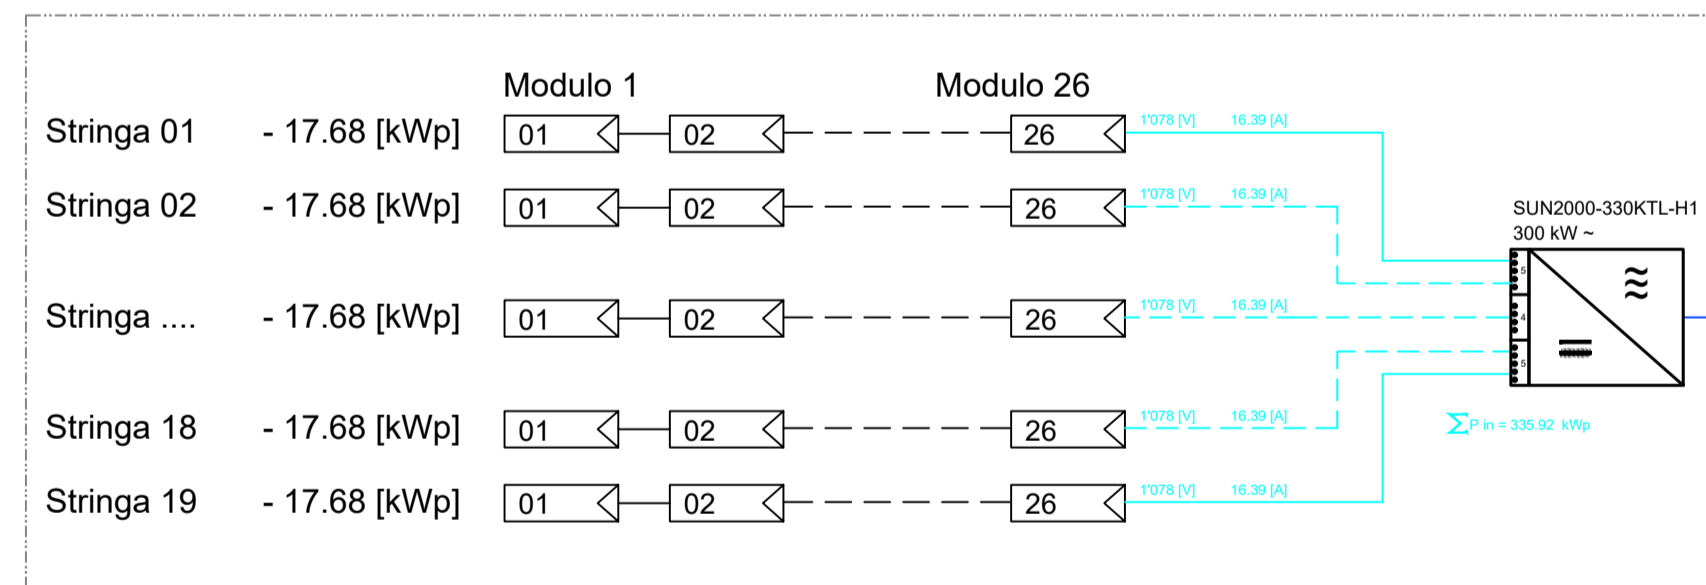 Modulo 1 Modulo 26
Stringa 01 - 17.68 [kWp] 01 02 26 1'078 [V] 16.39 [A]
Stringa 02 - 17.68 [kWp] 01 02 26 1'078 [V] 16.39 [A]
SUN2000-330KTL-H1
300 kW ~
5
Stringa .... - 17.68 [kWp] 01 02 26 1'078 [V] 16.39 [A]
4
5
Stringa 18 - 17.68 [kWp] 01 02 26 1'078 [V] 16.39 [A]
∑P in = 335.92 kWp
Stringa 19 - 17.68 [kWp] 01 02 26 1'078 [V] 16.39 [A]